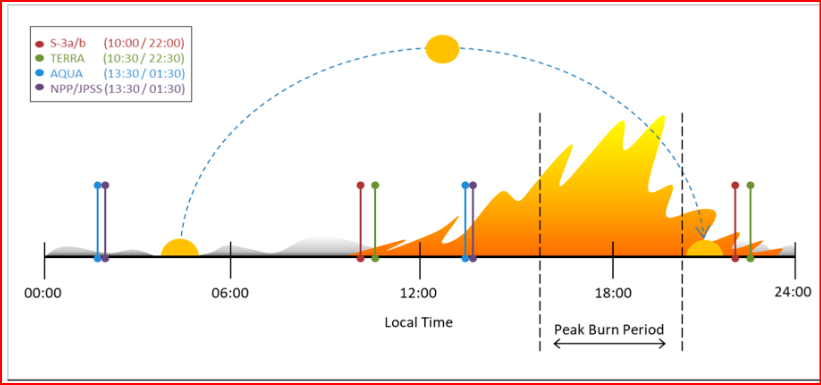 S-3a/b (10:00 / 22:00)
TERRA (10:30 / 22:30)
AQUA (13:30 / 01:30)
NPP/JPSS (13:30 / 01:30)
00:00 06:00 12:00 18:00 24:00
Local Time
Peak Burn Period